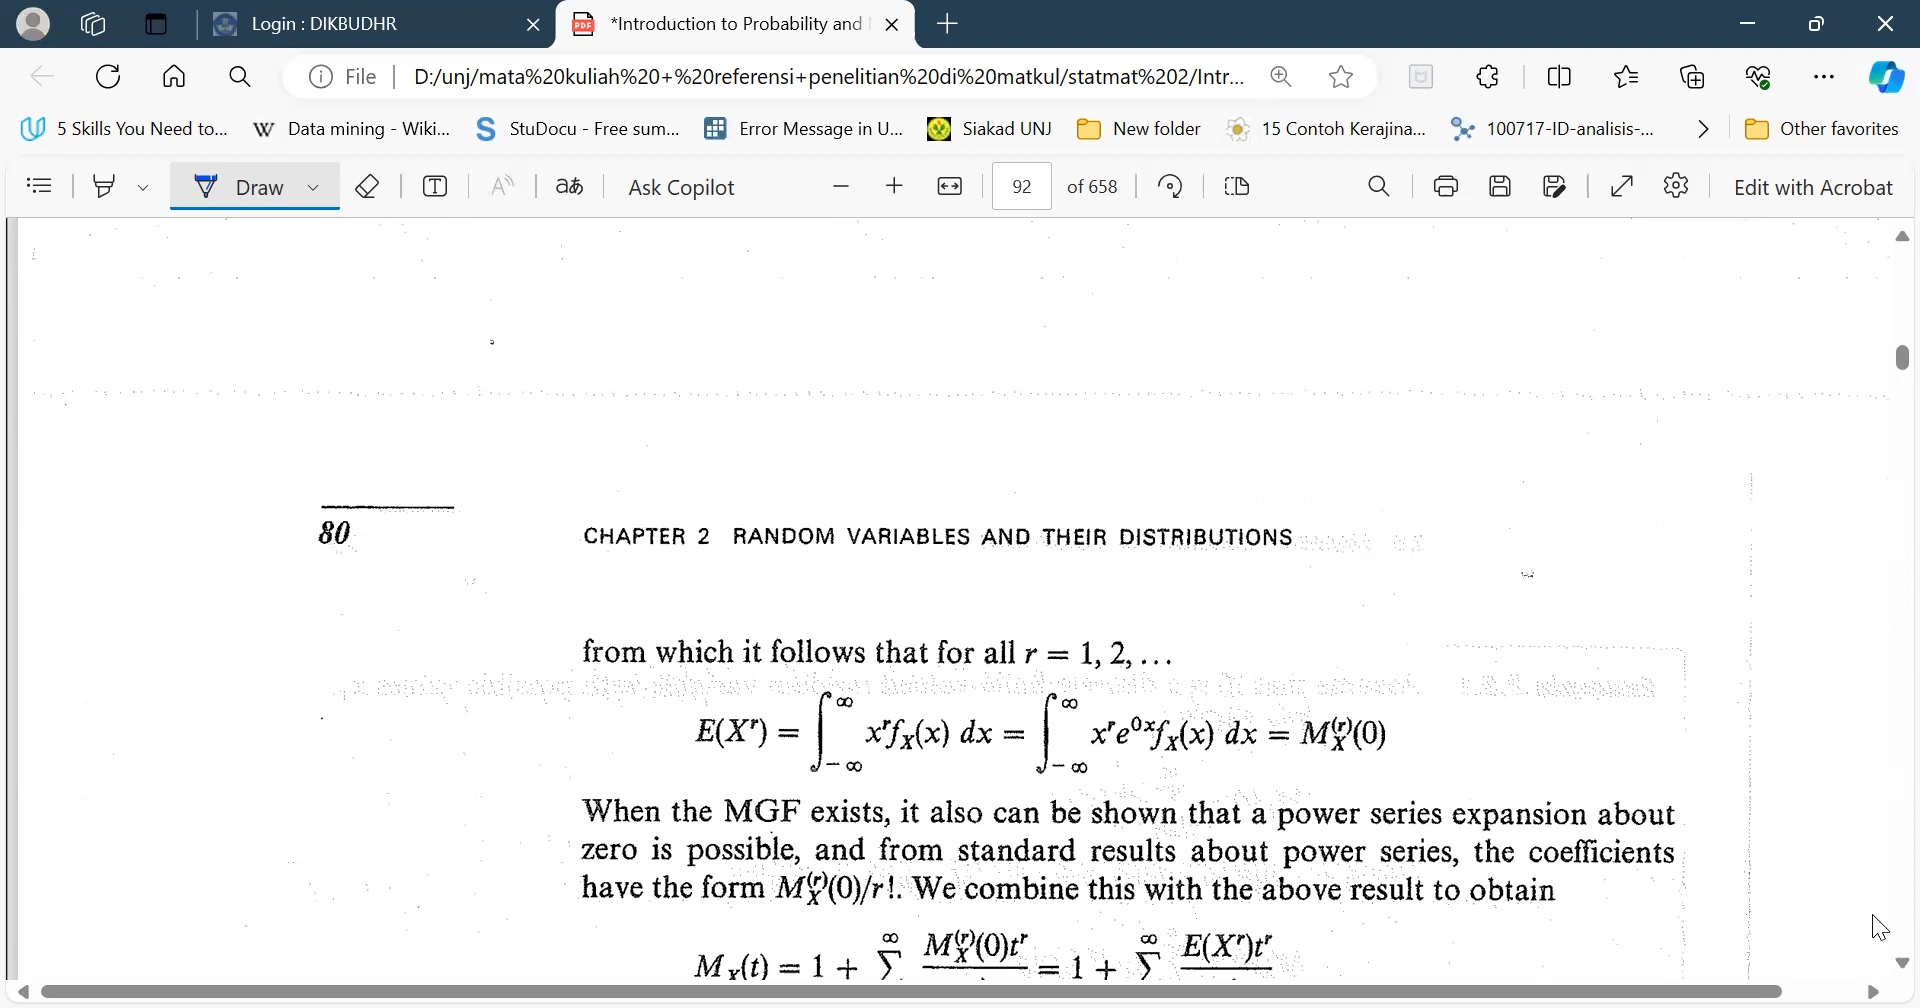 Login : DIKBUDHR
*Introduction to Probability and
File
D:/unj/mata%20kuliah%20+%20referensi+penelitian%20di%20matkul/statmat%202/Intr...
5 Skills You Need to...
Data mining - Wiki...
StuDocu - Free sum...
Error Message in U...
Siakad UNJ
New folder
15 Contoh Kerajina...
100717-ID-analisis-...
Other favorites
Draw
Ask Copilot
92 of 658
Edit with Acrobat
80
CHAPTER 2 RANDOM VARIABLES AND THEIR DISTRIBUTIONS
from which it follows that for all r = 1, 2, ...
E(Xʳ) = ∫_{-∞}^{∞} xʳf_X(x) dx = ∫_{-∞}^{∞} xʳe⁰ˣf_X(x) dx = M_X^{(r)}(0)
When the MGF exists, it also can be shown that a power series expansion about
zero is possible, and from standard results about power series, the coefficients
have the form M_X^{(r)}(0)/r!. We combine this with the above result to obtain
M_X(t) = 1 + ∑^{∞} M_X^{(r)}(0)tʳ = 1 + ∑^{∞} E(Xʳ)tʳ